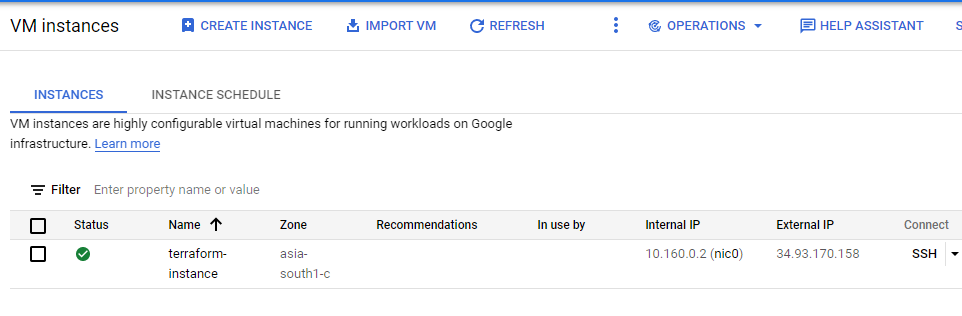 VM instances CREATE INSTANCE IMPORT VM REFRESH OPERATIONS HELP ASSISTANT S
INSTANCES INSTANCE SCHEDULE
VM instances are highly configurable virtual machines for running workloads on Google
infrastructure. Learn more
Filter Enter property name or value
Status Name Zone Recommendations In use by Internal IP External IP Connect
terraform- asia- 10.160.0.2 (nic0) 34.93.170.158 SSH
instance south1-c